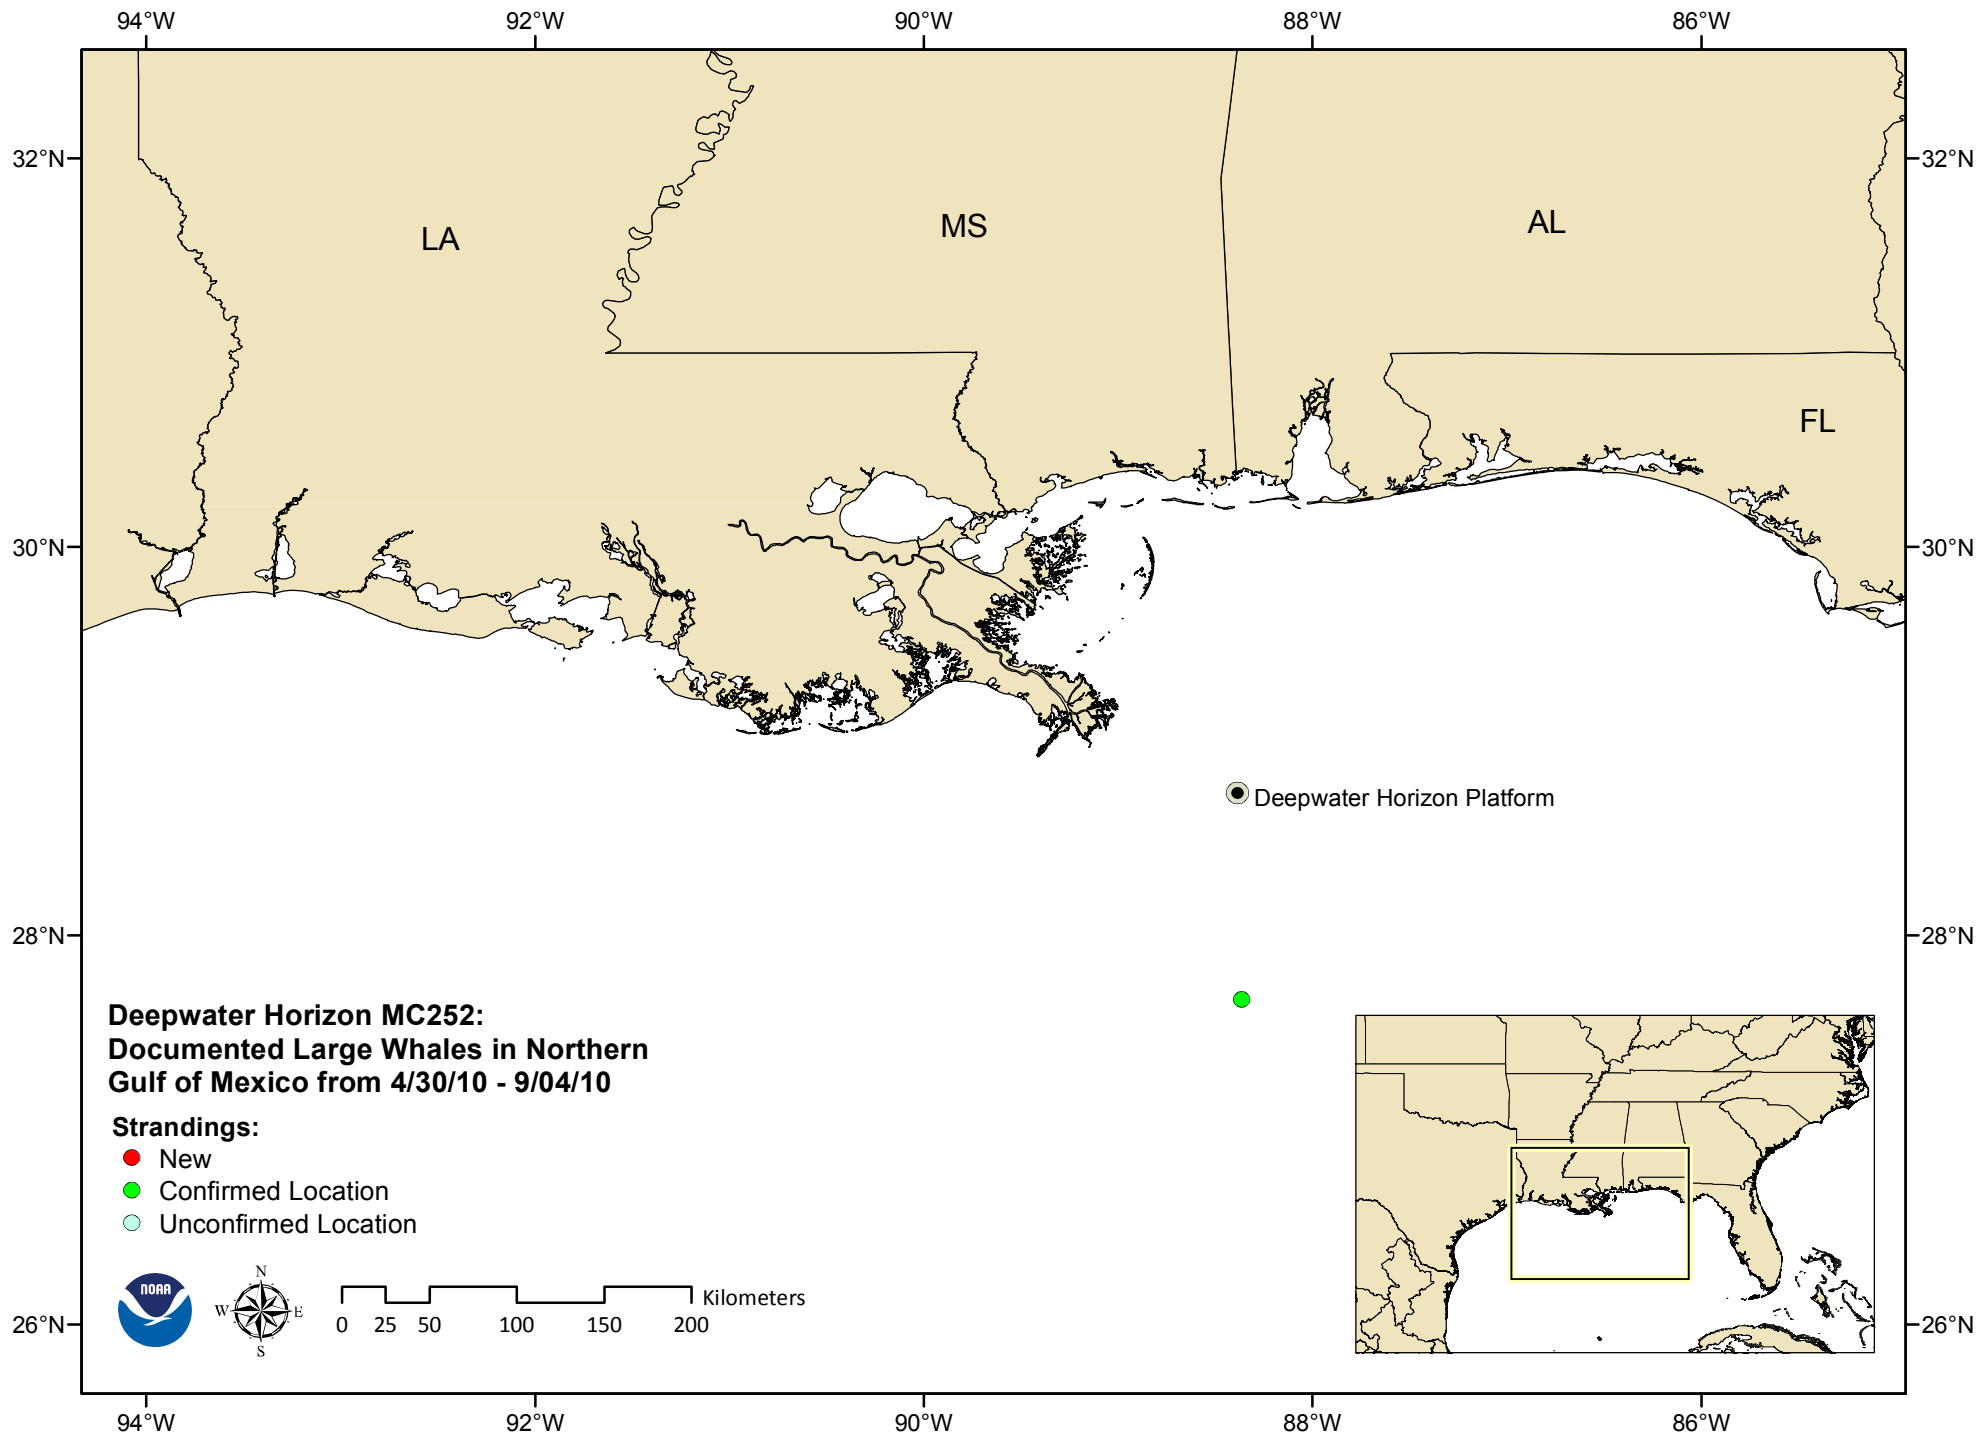 94°W 92°W 90°W 88°W 86°W
32°N 32°N
LA MS AL
FL
30°N 30°N
Deepwater Horizon Platform
28°N 28°N
Deepwater Horizon MC252:
Documented Large Whales in Northern
Gulf of Mexico from 4/30/10 - 9/04/10
Strandings:
New
Confirmed Location
Unconfirmed Location
NOAA
N
W E
S
Kilometers
0 25 50 100 150 200
26°N 26°N
94°W 92°W 90°W 88°W 86°W